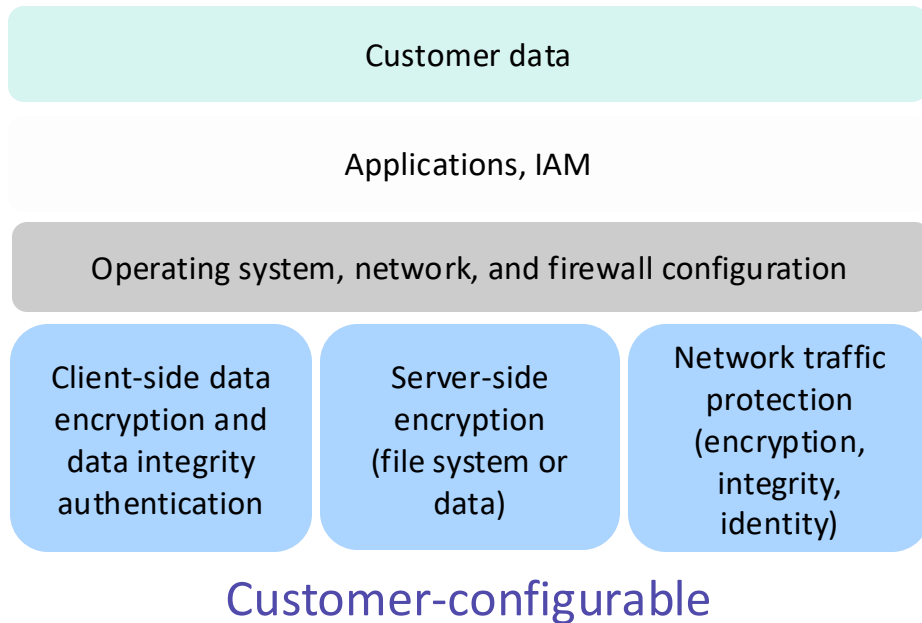 Customer data
Applications, IAM
Operating system, network, and firewall configuration
Client-side data
encryption and
data integrity
authentication
Server-side
encryption
(file system or
data)
Network traffic
protection
(encryption,
integrity,
identity)
Customer-configurable